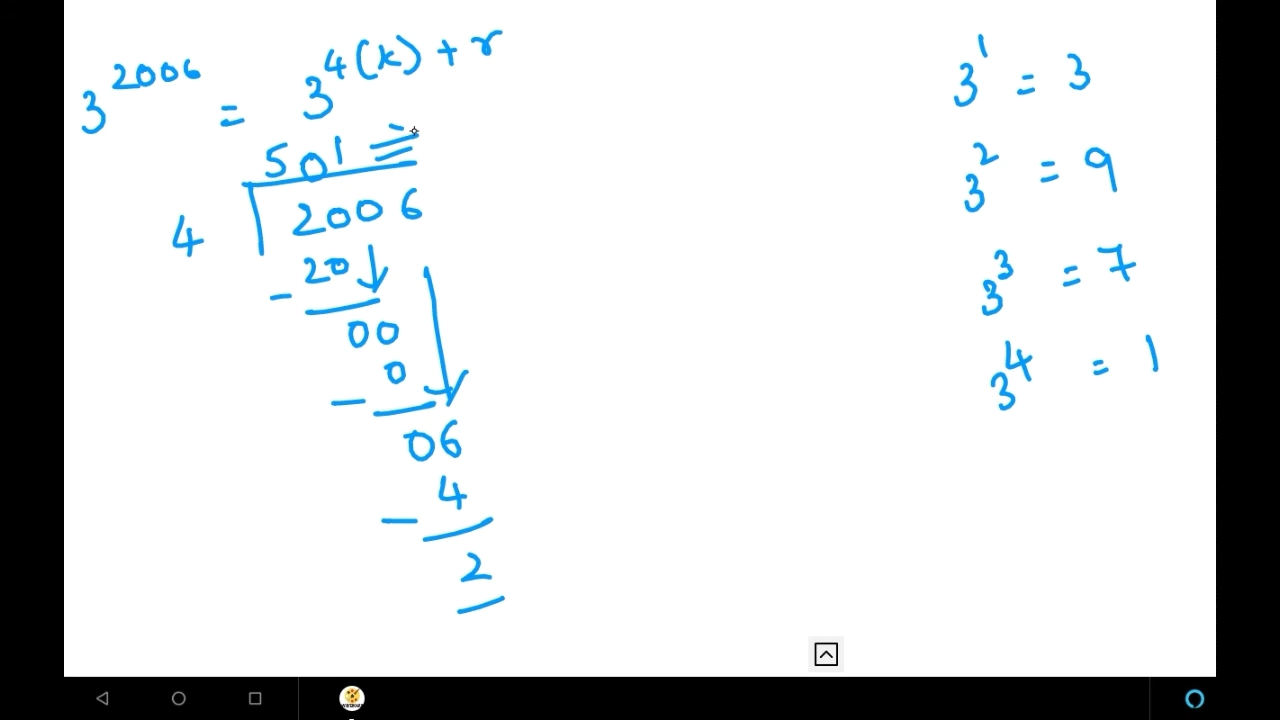 3^2006 = 3^4(k) + r
501
4 2006
- 20
00
- 0
06
- 4
2
3^1 = 3
3^2 = 9
3^3 = 7
3^4 = 1